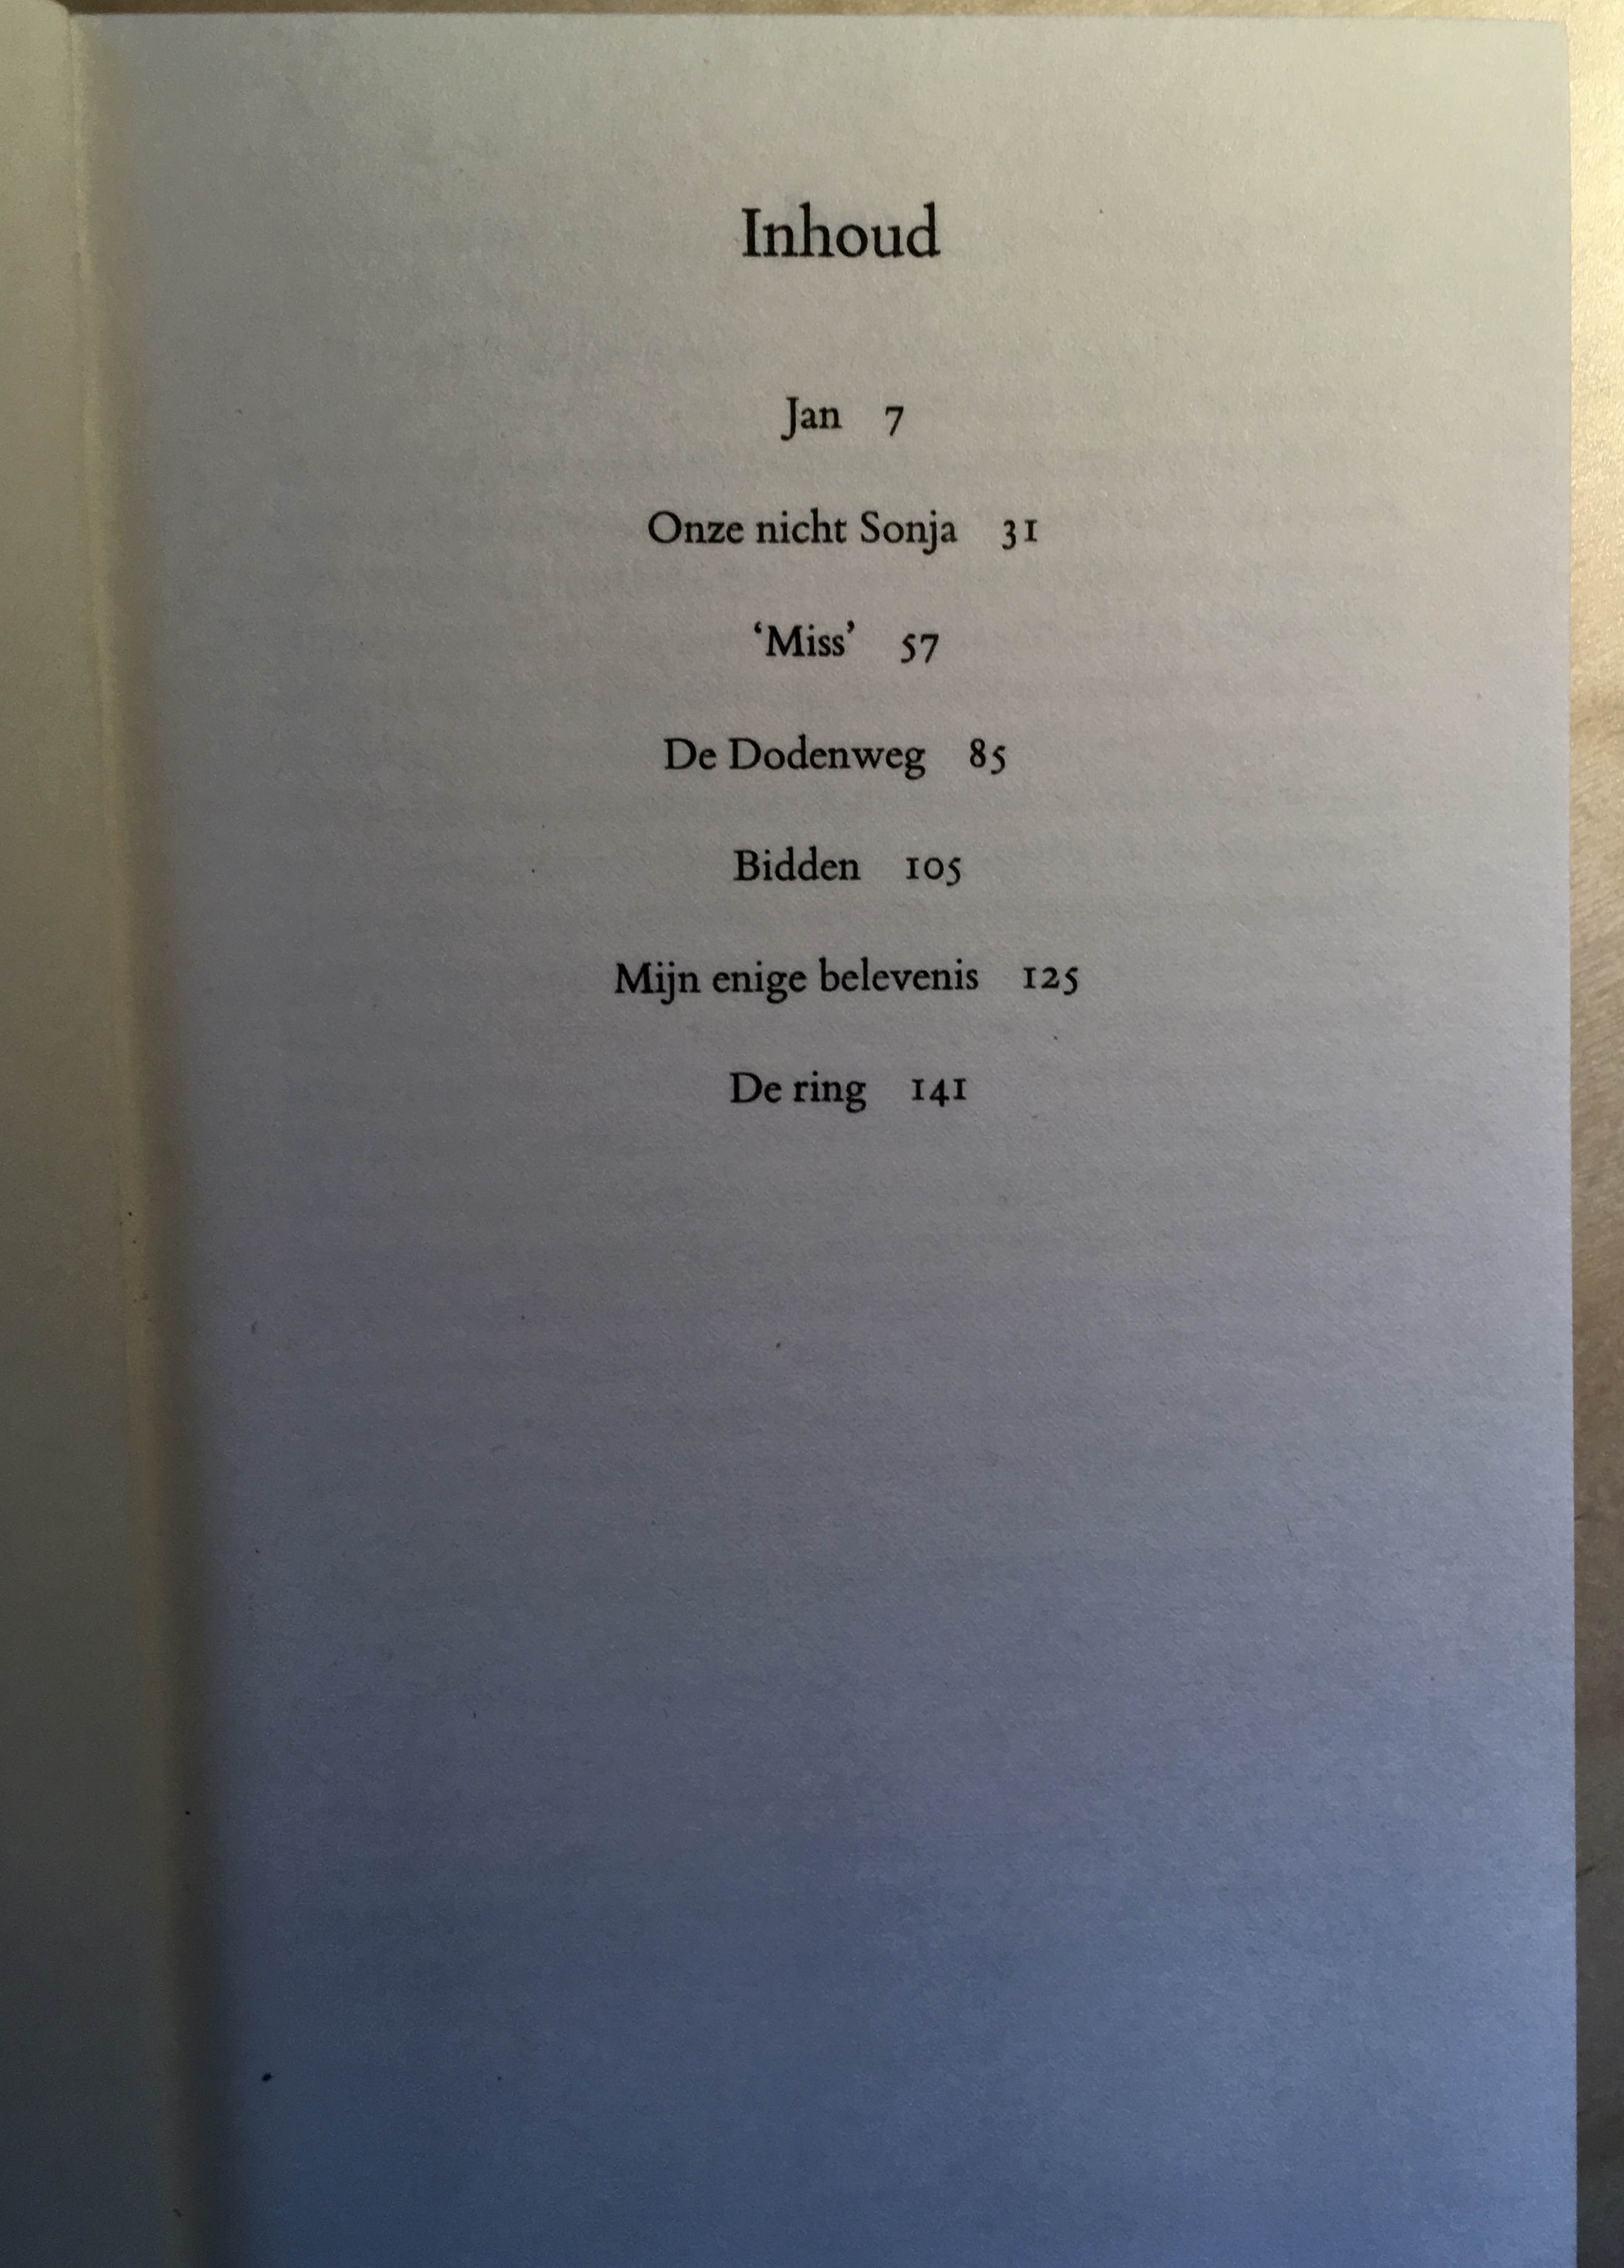 Inhoud
Jan 7
Onze nicht Sonja 31
‘Miss’ 57
De Dodenweg 85
Bidden 105
Mijn enige belevenis 125
De ring 141